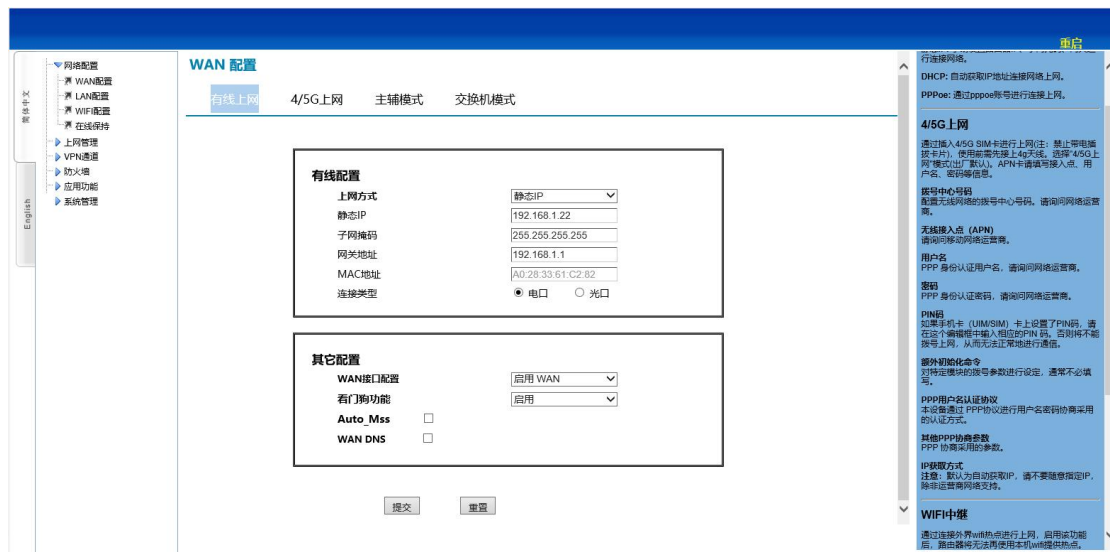 重启
简体中文
English
网络配置
WAN配置
LAN配置
WIFI配置
在线保持
上网管理
VPN通道
防火墙
应用功能
系统管理
WAN 配置
有线上网 4/5G上网 主辅模式 交换机模式
有线配置
上网方式 静态IP
静态IP 192.168.1.22
子网掩码 255.255.255.255
网关地址 192.168.1.1
MAC地址 A0:28:33:61:C2:82
连接类型 电口 光口
其它配置
WAN接口配置 启用 WAN
看门狗功能 启用
Auto_Mss
WAN DNS
提交 重置
行连接网络。
DHCP: 自动获取IP地址连接网络上网。
PPPoe: 通过pppoe账号进行连接上网。
4/5G上网
通过插入4/5G SIM卡进行上网(注：禁止带电插
拔卡片)，使用前需先接上4g天线。选择“4/5G上
网”模式(出厂默认)。APN卡请填写接入点、用
户名、密码等信息。
拨号中心号码
配置无线网络的拨号中心号码。请询问网络运营
商。
无线接入点（APN）
请询问移动网络运营商。
用户名
PPP 身份认证用户名，请询问网络运营商。
密码
PPP 身份认证密码，请询问网络运营商。
PIN码
如果手机卡（UIM/SIM）卡上设置了PIN码，请
在这个编辑框中输入相应的PIN 码。否则将不能
拨号上网，从而无法正常地进行通信。
额外初始化命令
对特定模块的拨号参数进行设定，通常不必填
写。
PPP用户名认证协议
本设备通过 PPP协议进行用户名密码协商采用
的认证方式。
其他PPP协商参数
PPP 协商采用的参数。
IP获取方式
注意：默认为自动获取IP，请不要随意指定IP，
除非运营商网络支持。
WIFI中继
通过连接外界wifi热点进行上网，启用该功能
后，路由器将无法再使用本机wifi提供热点。